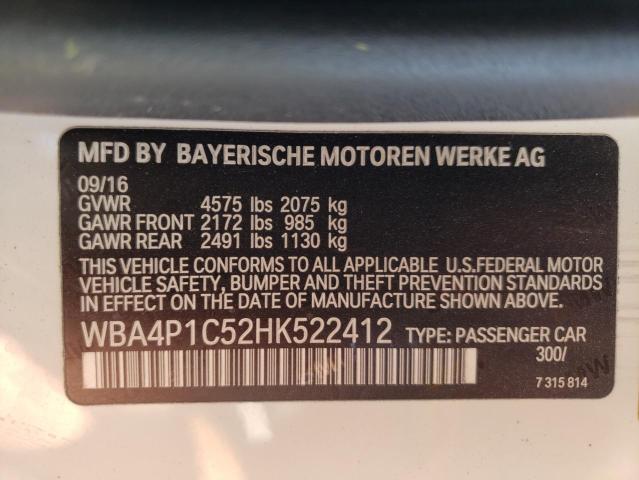 MFD BY BAYERISCHE MOTOREN WERKE AG
09/16
GVWR 4575 lbs 2075 kg
GAWR FRONT 2172 lbs 985 kg
GAWR REAR 2491 lbs 1130 kg
THIS VEHICLE CONFORMS TO ALL APPLICABLE U.S.FEDERAL MOTOR
VEHICLE SAFETY, BUMPER AND THEFT PREVENTION STANDARDS
IN EFFECT ON THE DATE OF MANUFACTURE SHOWN ABOVE.
WBA4P1C52HK522412 TYPE: PASSENGER CAR
300/
7 315 814